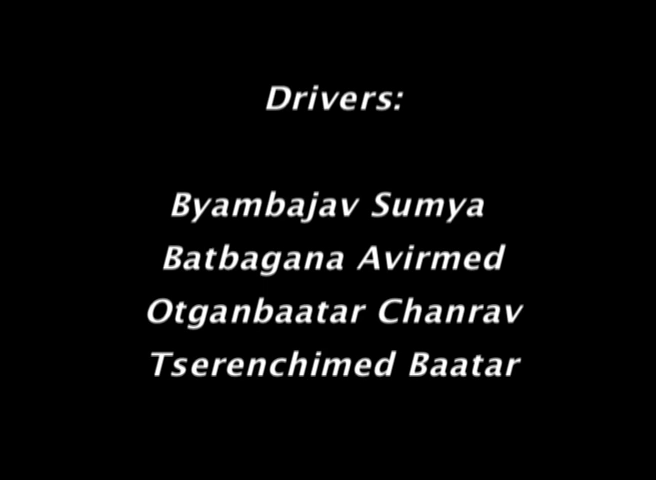 Drivers:
Byambajav Sumya
Batbagana Avirmed
Otganbaatar Chanrav
Tserenchimed Baatar